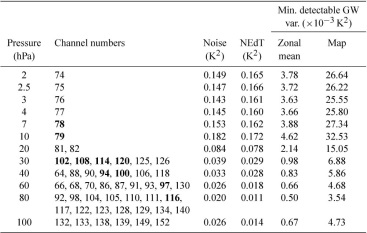 Min. detectable GW
var. (×10−3 K2)
Pressure Channel numbers Noise NEdT Zonal Map
(hPa) (K2) (K2) mean
2 74 0.149 0.165 3.78 26.64
2.5 75 0.147 0.166 3.72 26.22
3 76 0.143 0.161 3.63 25.55
4 77 0.145 0.160 3.66 25.80
7 78 0.153 0.162 3.88 27.34
10 79 0.182 0.172 4.62 32.53
20 81, 82 0.084 0.078 2.14 15.05
30 102, 108, 114, 120, 125, 126 0.039 0.029 0.98 6.88
40 64, 88, 90, 94, 100, 106, 118 0.033 0.028 0.83 5.86
60 66, 68, 70, 86, 87, 91, 93, 97, 130 0.026 0.018 0.66 4.68
80 92, 98, 104, 105, 110, 111, 116, 0.020 0.011 0.50 3.54
117, 122, 123, 128, 129, 134, 140
100 132, 133, 138, 139, 149, 152 0.026 0.014 0.67 4.73